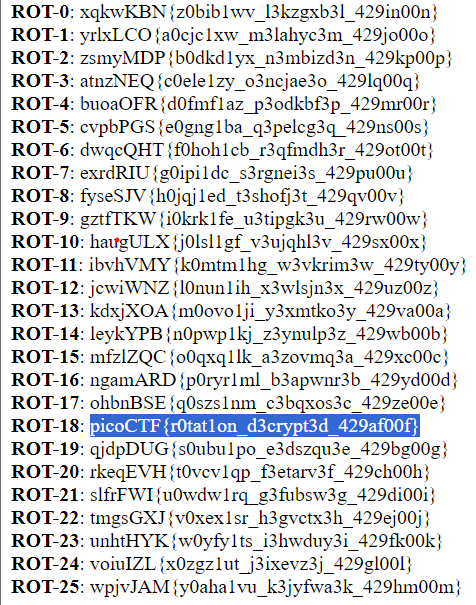 ROT-0: xqkwKBN{z0bib1wv_l3kzgxb3l_429in00n}
ROT-1: yrlxLCO{a0cjc1xw_m3lahyc3m_429jo00o}
ROT-2: zsmyMDP{b0dkd1yx_n3mbizd3n_429kp00p}
ROT-3: atnzNEQ{c0ele1zy_o3ncjae3o_429lq00q}
ROT-4: buoaOFR{d0fmf1az_p3odkbf3p_429mr00r}
ROT-5: cvpbPGS{e0gng1ba_q3pelcg3q_429ns00s}
ROT-6: dwqcQHT{f0hoh1cb_r3qfmdh3r_429ot00t}
ROT-7: exrdRIU{g0ipi1dc_s3rgnei3s_429pu00u}
ROT-8: fyseSJV{h0jqj1ed_t3shofj3t_429qv00v}
ROT-9: gztfTKW{i0krk1fe_u3tipgk3u_429rw00w}
ROT-10: haugULX{j0lsl1gf_v3ujqhl3v_429sx00x}
ROT-11: ibvhVMY{k0mtm1hg_w3vkrim3w_429ty00y}
ROT-12: jcwiWNZ{l0nun1ih_x3wlsjn3x_429uz00z}
ROT-13: kdxjXOA{m0ovo1ji_y3xmtko3y_429va00a}
ROT-14: leykYPB{n0pwp1kj_z3ynulp3z_429wb00b}
ROT-15: mfzlZQC{o0qxq1lk_a3zovmq3a_429xc00c}
ROT-16: ngamARD{p0ryr1ml_b3apwnr3b_429yd00d}
ROT-17: ohbnBSE{q0szs1nm_c3bqxos3c_429ze00e}
ROT-18: picoCTF{r0tat1on_d3crypt3d_429af00f}
ROT-19: qjdpDUG{s0ubu1po_e3dszqu3e_429bg00g}
ROT-20: rkeqEVH{t0vcv1qp_f3etarv3f_429ch00h}
ROT-21: slfrFWI{u0wdw1rq_g3fubsw3g_429di00i}
ROT-22: tmgsGXJ{v0xex1sr_h3gvctx3h_429ej00j}
ROT-23: unhtHYK{w0yfy1ts_i3hwduy3i_429fk00k}
ROT-24: voiuIZL{x0zgz1ut_j3ixevz3j_429gl00l}
ROT-25: wpjvJAM{y0aha1vu_k3jyfwa3k_429hm00m}